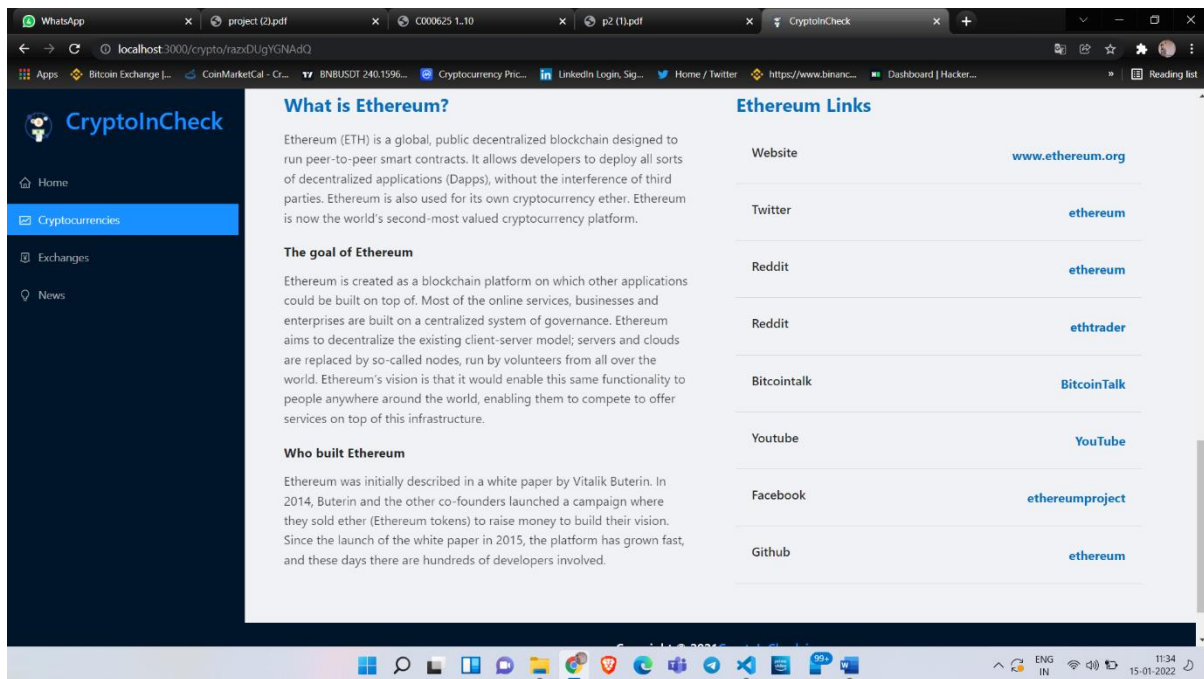 WhatsApp
project (2).pdf
C000625 1..10
p2 (1).pdf
CryptoInCheck
localhost:3000/crypto/razxDUgYGNAdQ
Apps
Bitcoin Exchange |...
CoinMarketCal - Cr...
BNBUSDT 240.1596...
Cryptocurrency Pric...
LinkedIn Login, Sig...
Home / Twitter
https://www.binanc...
Dashboard | Hacker...
»
Reading list
CryptoInCheck
Home
Cryptocurrencies
Exchanges
News
What is Ethereum?
Ethereum (ETH) is a global, public decentralized blockchain designed to
run peer-to-peer smart contracts. It allows developers to deploy all sorts
of decentralized applications (Dapps), without the interference of third
parties. Ethereum is also used for its own cryptocurrency ether. Ethereum
is now the world's second-most valued cryptocurrency platform.
The goal of Ethereum
Ethereum is created as a blockchain platform on which other applications
could be built on top of. Most of the online services, businesses and
enterprises are built on a centralized system of governance. Ethereum
aims to decentralize the existing client-server model; servers and clouds
are replaced by so-called nodes, run by volunteers from all over the
world. Ethereum's vision is that it would enable this same functionality to
people anywhere around the world, enabling them to compete to offer
services on top of this infrastructure.
Who built Ethereum
Ethereum was initially described in a white paper by Vitalik Buterin. In
2014, Buterin and the other co-founders launched a campaign where
they sold ether (Ethereum tokens) to raise money to build their vision.
Since the launch of the white paper in 2015, the platform has grown fast,
and these days there are hundreds of developers involved.
Ethereum Links
Website www.ethereum.org
Twitter ethereum
Reddit ethereum
Reddit ethtrader
Bitcointalk BitcoinTalk
Youtube YouTube
Facebook ethereumproject
Github ethereum
99+
ENG
IN
11:34
15-01-2022